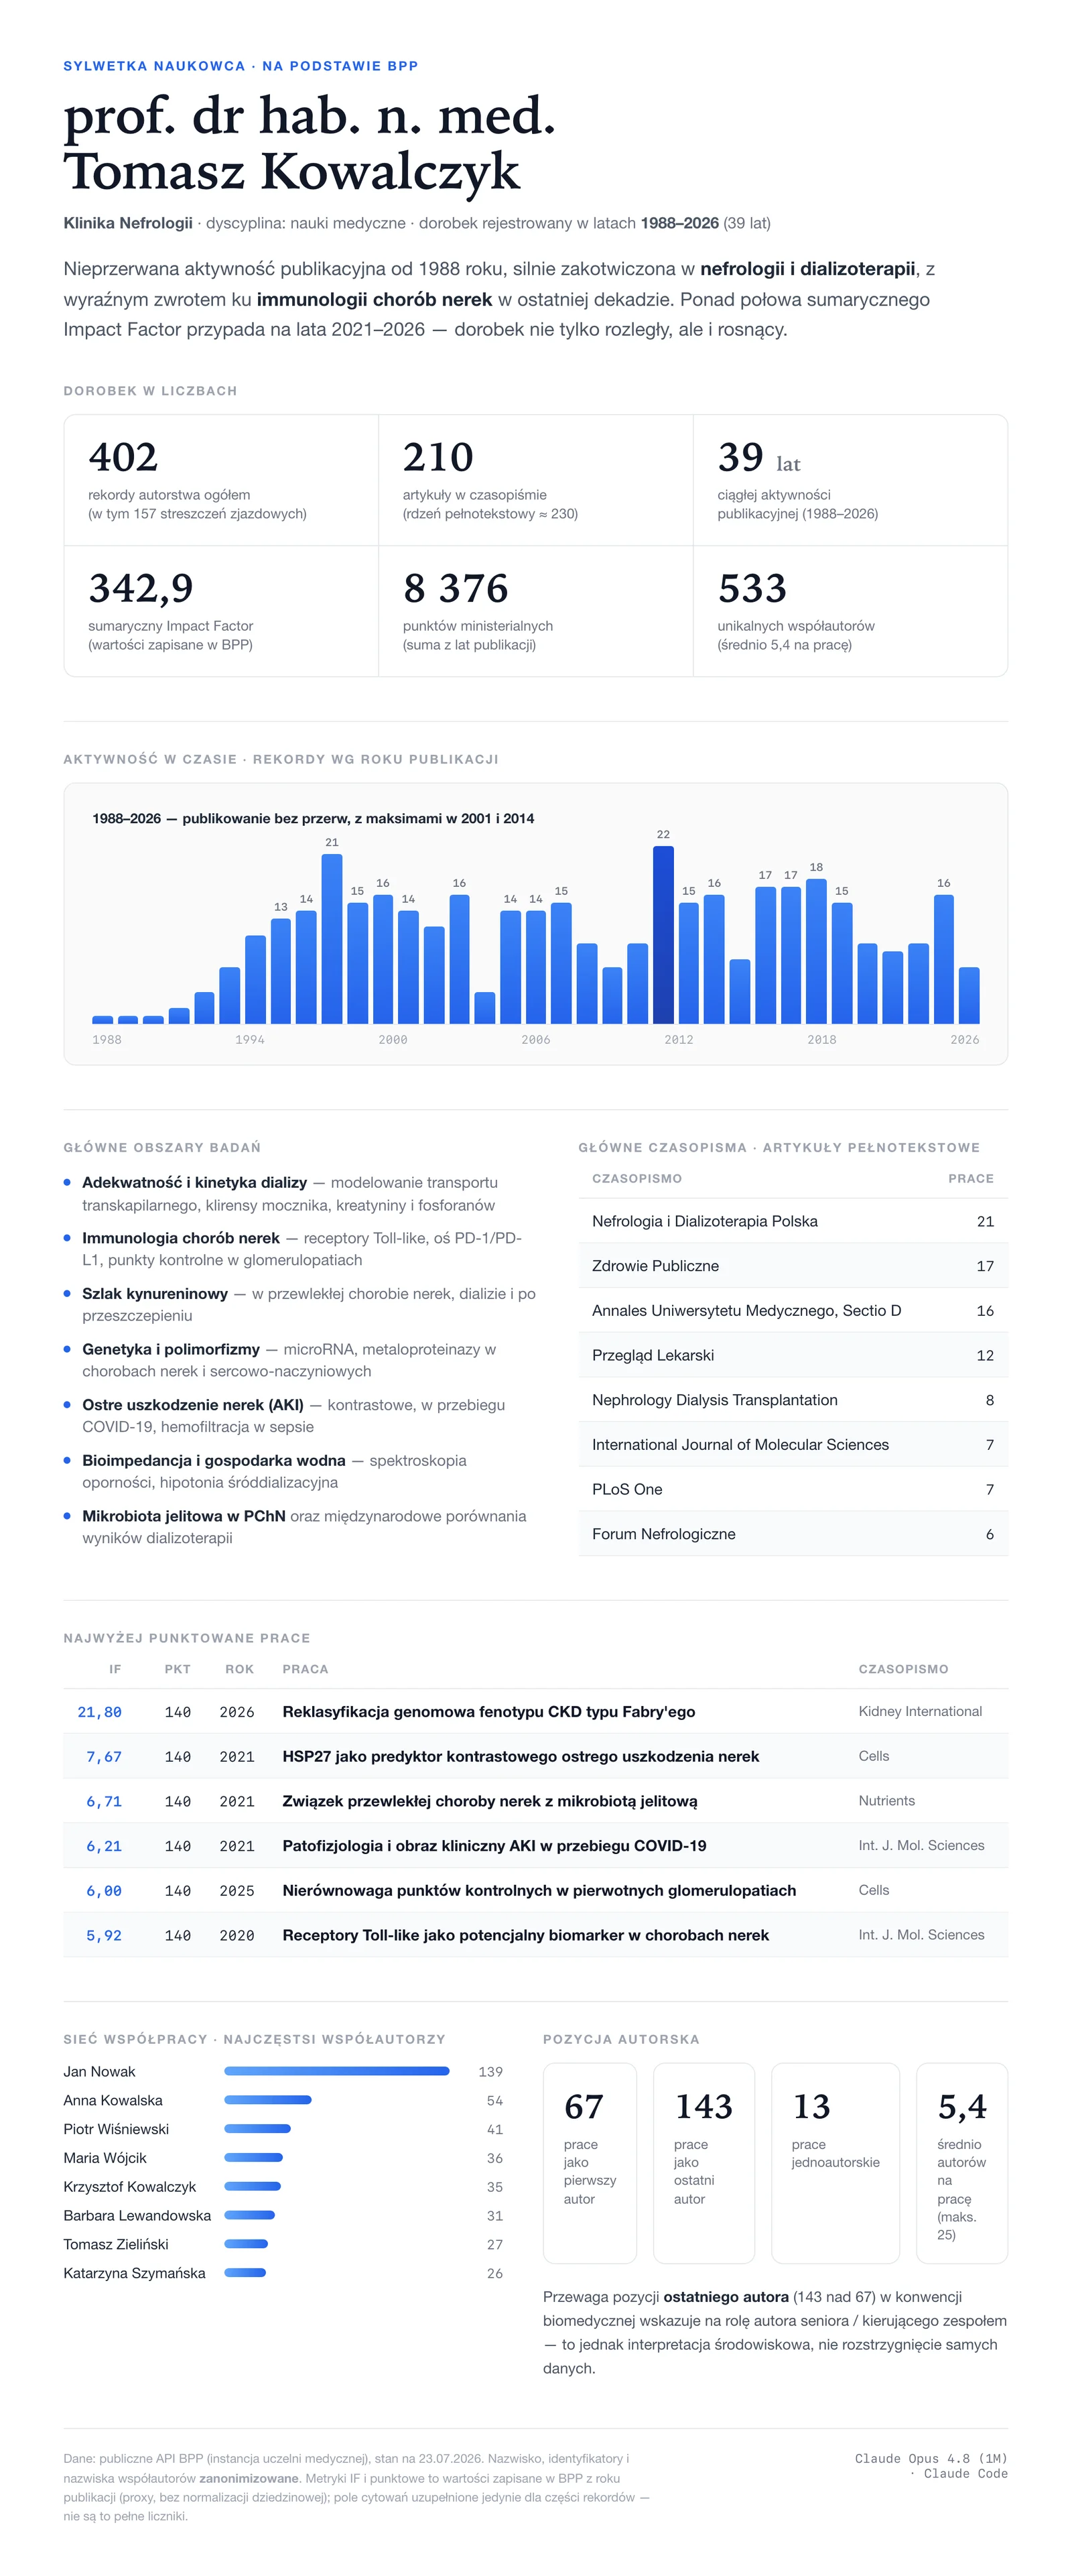 SYLWETKA NAUKOWCA · NA PODSTAWIE BPP
prof. dr hab. n. med.
Tomasz Kowalczyk
Klinika Nefrologii · dyscyplina: nauki medyczne · dorobek rejestrowany w latach 1988–2026 (39 lat)
Nieprzerwana aktywność publikacyjna od 1988 roku, silnie zakotwiczona w nefrologii i dializoterapii, z
wyraźnym zwrotem ku immunologii chorób nerek w ostatniej dekadzie. Ponad połowa sumarycznego
Impact Factor przypada na lata 2021–2026 — dorobek nie tylko rozległy, ale i rosnący.
DOROBEK W LICZBACH
402
rekordy autorstwa ogółem
(w tym 157 streszczeń zjazdowych)
210
artykuły w czasopiśmie
(rdzeń pełnotekstowy ≈ 230)
39 lat
ciągłej aktywności
publikacyjnej (1988–2026)
342,9
sumaryczny Impact Factor
(wartości zapisane w BPP)
8 376
punktów ministerialnych
(suma z lat publikacji)
533
unikalnych współautorów
(średnio 5,4 na pracę)
AKTYWNOŚĆ W CZASIE · REKORDY WG ROKU PUBLIKACJI
1988–2026 — publikowanie bez przerw, z maksimami w 2001 i 2014
13 14 21 15 16 14 16 14 14 15 22 15 16 17 17 18 15 16
1988 1994 2000 2006 2012 2018 2026
GŁÓWNE OBSZARY BADAŃ
Adekwatność i kinetyka dializy — modelowanie transportu
transkapilarnego, klirensy mocznika, kreatyniny i fosforanów
Immunologia chorób nerek — receptory Toll-like, oś PD-1/PD-
L1, punkty kontrolne w glomerulopatiach
Szlak kynureninowy — w przewlekłej chorobie nerek, dializie i po
przeszczepieniu
Genetyka i polimorfizmy — microRNA, metaloproteinazy w
chorobach nerek i sercowo-naczyniowych
Ostre uszkodzenie nerek (AKI) — kontrastowe, w przebiegu
COVID-19, hemofiltracja w sepsie
Bioimpedancja i gospodarka wodna — spektroskopia
oporności, hipotonia śróddializacyjna
Mikrobiota jelitowa w PChN oraz międzynarodowe porównania
wyników dializoterapii
GŁÓWNE CZASOPISMA · ARTYKUŁY PEŁNOTEKSTOWE
CZASOPISMO PRACE
Nefrologia i Dializoterapia Polska 21
Zdrowie Publiczne 17
Annales Uniwersytetu Medycznego, Sectio D 16
Przegląd Lekarski 12
Nephrology Dialysis Transplantation 8
International Journal of Molecular Sciences 7
PLoS One 7
Forum Nefrologiczne 6
NAJWYŻEJ PUNKTOWANE PRACE
IF PKT ROK PRACA CZASOPISMO
21,80 140 2026 Reklasyfikacja genomowa fenotypu CKD typu Fabry'ego Kidney International
7,67 140 2021 HSP27 jako predyktor kontrastowego ostrego uszkodzenia nerek Cells
6,71 140 2021 Związek przewlekłej choroby nerek z mikrobiotą jelitową Nutrients
6,21 140 2021 Patofizjologia i obraz kliniczny AKI w przebiegu COVID-19 Int. J. Mol. Sciences
6,00 140 2025 Nierównowaga punktów kontrolnych w pierwotnych glomerulopatiach Cells
5,92 140 2020 Receptory Toll-like jako potencjalny biomarker w chorobach nerek Int. J. Mol. Sciences
SIEĆ WSPÓŁPRACY · NAJCZĘSTSI WSPÓŁAUTORZY
Jan Nowak 139
Anna Kowalska 54
Piotr Wiśniewski 41
Maria Wójcik 36
Krzysztof Kowalczyk 35
Barbara Lewandowska 31
Tomasz Zieliński 27
Katarzyna Szymańska 26
POZYCJA AUTORSKA
67
prace
jako
pierwszy
autor
143
prace
jako
ostatni
autor
13
prace
jednoautorskie
5,4
średnio
autorów
na
pracę
(maks.
25)
Przewaga pozycji ostatniego autora (143 nad 67) w konwencji
biomedycznej wskazuje na rolę autora seniora / kierującego zespołem
— to jednak interpretacja środowiskowa, nie rozstrzygnięcie samych
danych.
Dane: publiczne API BPP (instancja uczelni medycznej), stan na 23.07.2026. Nazwisko, identyfikatory i
nazwiska współautorów zanonimizowane. Metryki IF i punktowe to wartości zapisane w BPP z roku
publikacji (proxy, bez normalizacji dziedzinowej); pole cytowań uzupełnione jedynie dla części rekordów —
nie są to pełne liczniki.
Claude Opus 4.8 (1M)
· Claude Code